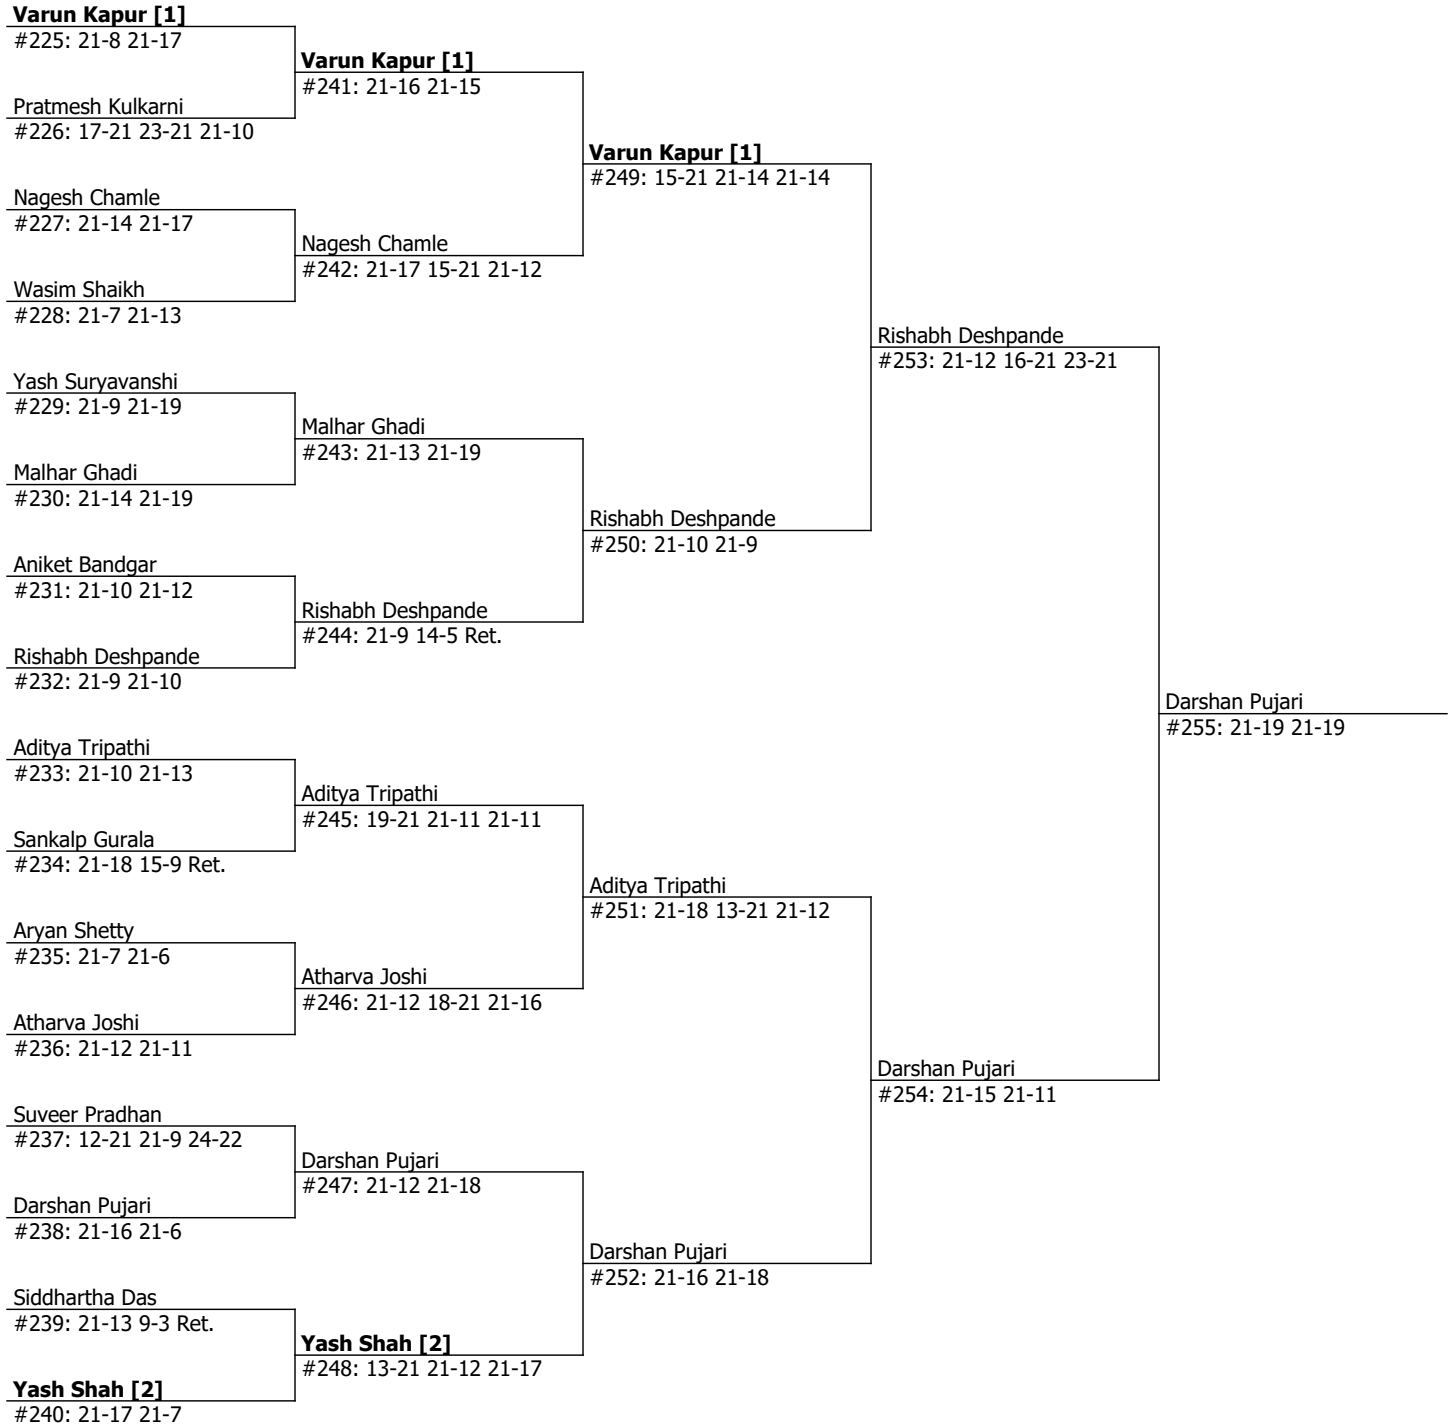 Varun Kapur [1]
#225: 21-8 21-17
Varun Kapur [1]
#241: 21-16 21-15
Pratmesh Kulkarni
#226: 17-21 23-21 21-10
Varun Kapur [1]
#249: 15-21 21-14 21-14
Nagesh Chamle
#227: 21-14 21-17
Nagesh Chamle
#242: 21-17 15-21 21-12
Wasim Shaikh
#228: 21-7 21-13
Rishabh Deshpande
#253: 21-12 16-21 23-21
Yash Suryavanshi
#229: 21-9 21-19
Malhar Ghadi
#243: 21-13 21-19
Malhar Ghadi
#230: 21-14 21-19
Rishabh Deshpande
#250: 21-10 21-9
Aniket Bandgar
#231: 21-10 21-12
Rishabh Deshpande
#244: 21-9 14-5 Ret.
Rishabh Deshpande
#232: 21-9 21-10
Darshan Pujari
#255: 21-19 21-19
Aditya Tripathi
#233: 21-10 21-13
Aditya Tripathi
#245: 19-21 21-11 21-11
Sankalp Gurala
#234: 21-18 15-9 Ret.
Aditya Tripathi
#251: 21-18 13-21 21-12
Aryan Shetty
#235: 21-7 21-6
Atharva Joshi
#246: 21-12 18-21 21-16
Atharva Joshi
#236: 21-12 21-11
Darshan Pujari
#254: 21-15 21-11
Suveer Pradhan
#237: 12-21 21-9 24-22
Darshan Pujari
#247: 21-12 21-18
Darshan Pujari
#238: 21-16 21-6
Darshan Pujari
#252: 21-16 21-18
Siddhartha Das
#239: 21-13 9-3 Ret.
Yash Shah [2]
#248: 13-21 21-12 21-17
Yash Shah [2]
#240: 21-17 21-7